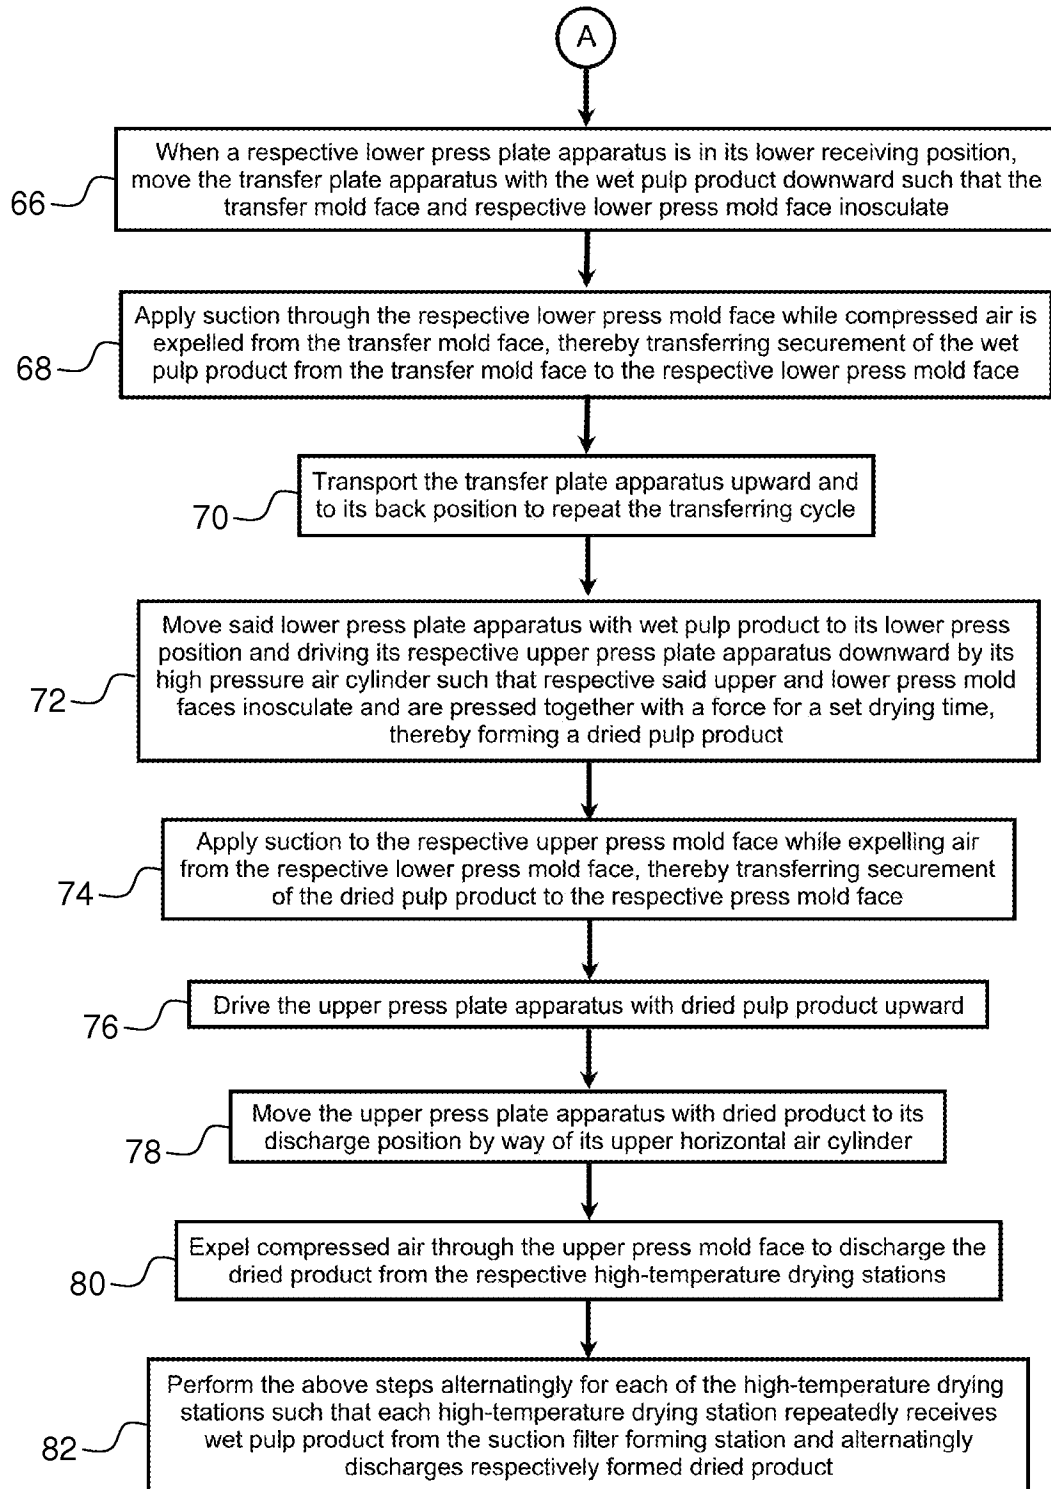 A
When a respective lower press plate apparatus is in its lower receiving position,
move the transfer plate apparatus with the wet pulp product downward such that the
transfer mold face and respective lower press mold face inosculate
66
Apply suction through the respective lower press mold face while compressed air is
expelled from the transfer mold face, thereby transferring securement of the wet
pulp product from the transfer mold face to the respective lower press mold face
68
Transport the transfer plate apparatus upward and
to its back position to repeat the transferring cycle
70
Move said lower press plate apparatus with wet pulp product to its lower press
position and driving its respective upper press plate apparatus downward by its
high pressure air cylinder such that respective said upper and lower press mold
faces inosculate and are pressed together with a force for a set drying time,
thereby forming a dried pulp product
72
Apply suction to the respective upper press mold face while expelling air
from the respective lower press mold face, thereby transferring securement
of the dried pulp product to the respective press mold face
74
Drive the upper press plate apparatus with dried pulp product upward
76
Move the upper press plate apparatus with dried product to its
discharge position by way of its upper horizontal air cylinder
78
Expel compressed air through the upper press mold face to discharge the
dried product from the respective high-temperature drying stations
80
Perform the above steps alternatingly for each of the high-temperature drying
stations such that each high-temperature drying station repeatedly receives
wet pulp product from the suction filter forming station and alternatingly
discharges respectively formed dried product
82